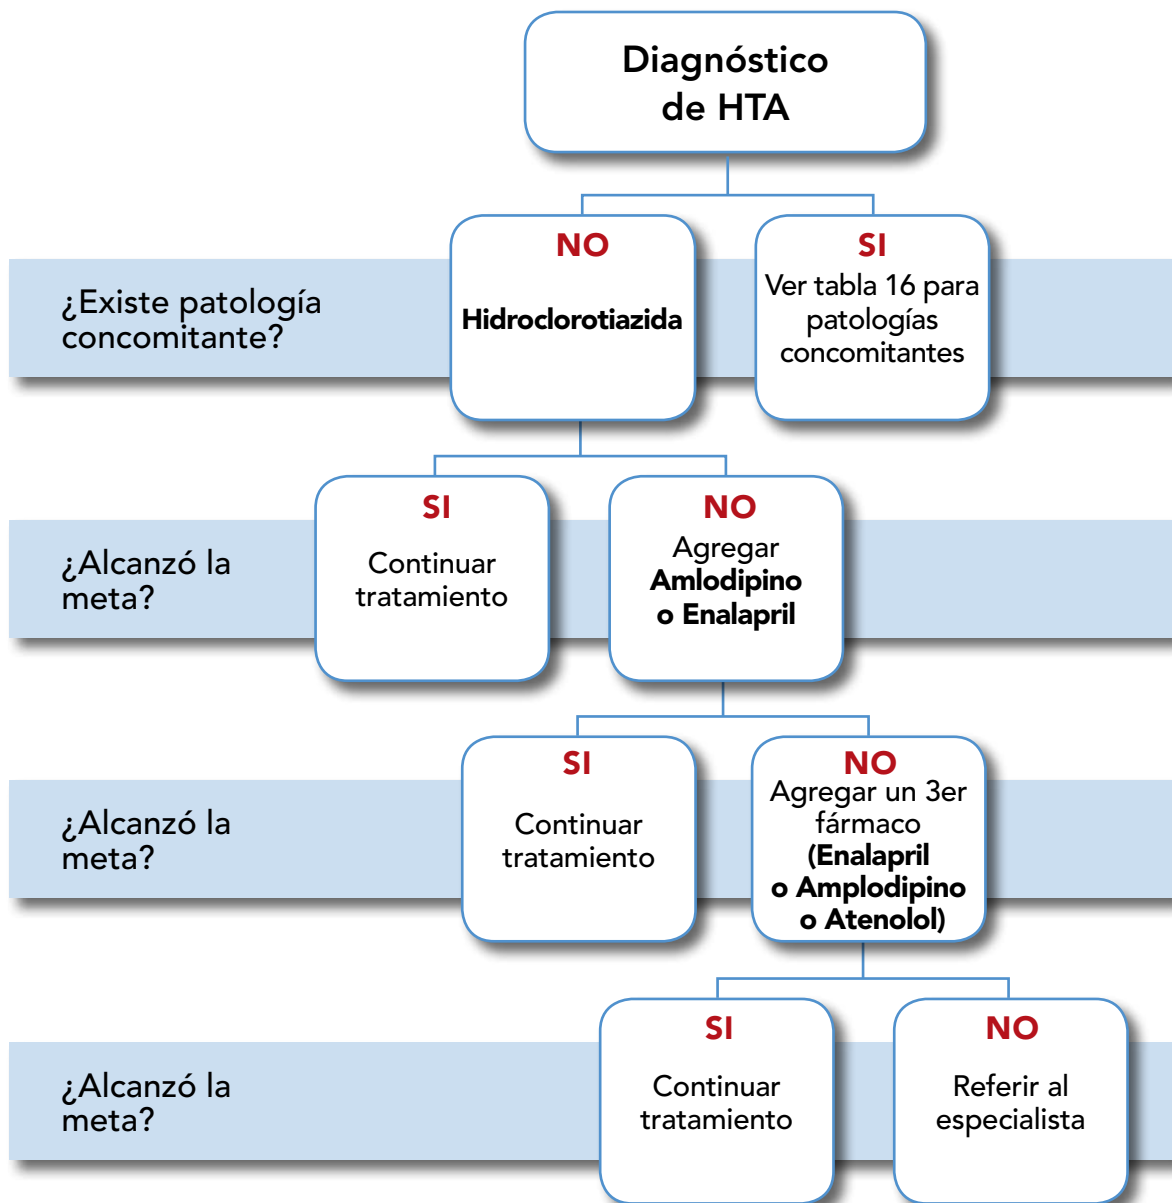 Diagnóstico
de HTA
¿Existe patología
concomitante?
NO
Hidroclorotiazida
SI
Ver tabla 16 para
patologías
concomitantes
¿Alcanzó la
meta?
SI
Continuar
tratamiento
NO
Agregar
Amlodipino
o Enalapril
¿Alcanzó la
meta?
SI
Continuar
tratamiento
NO
Agregar un 3er
fármaco
(Enalapril
o Amplodipino
o Atenolol)
¿Alcanzó la
meta?
SI
Continuar
tratamiento
NO
Referir al
especialista